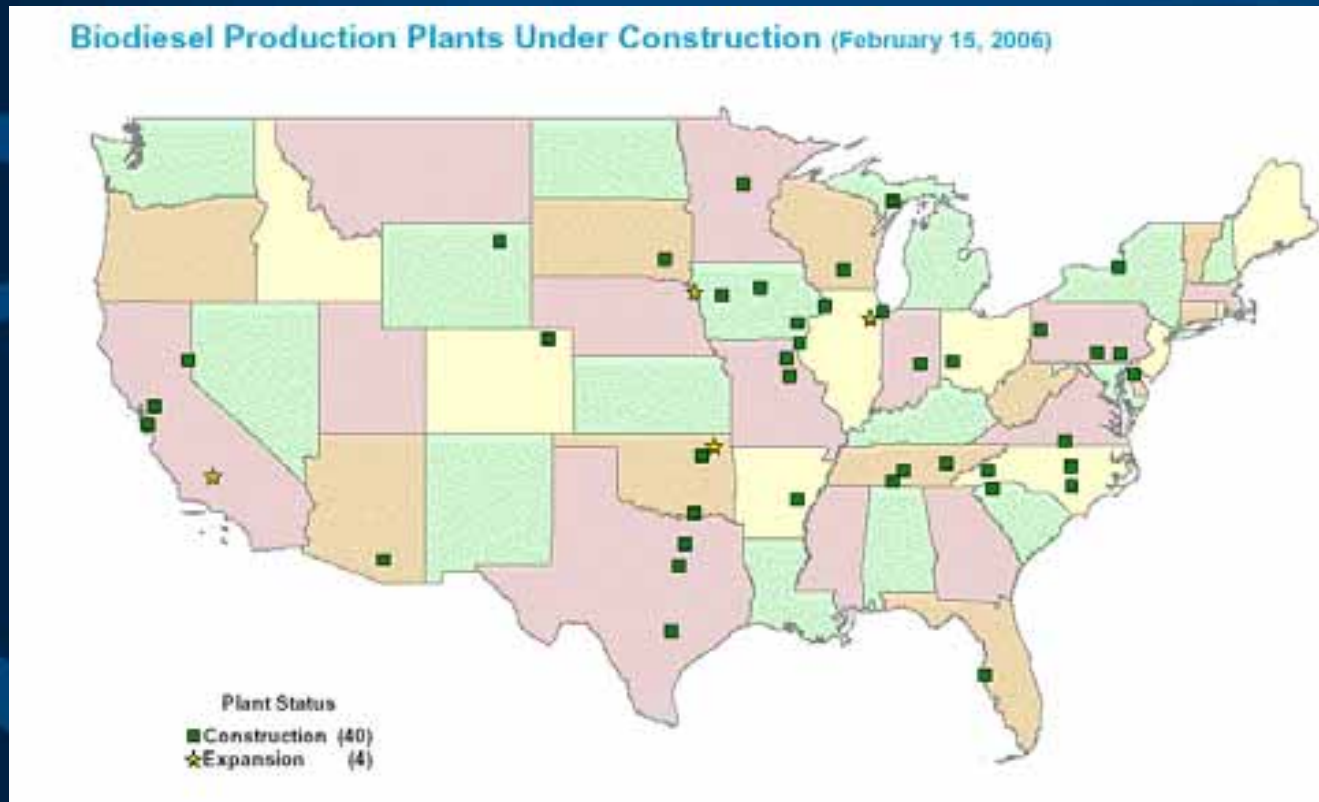 Biodiesel Production Plants Under Construction (February 15, 2006)
Plant Status
Construction (40)
Expansion (4)